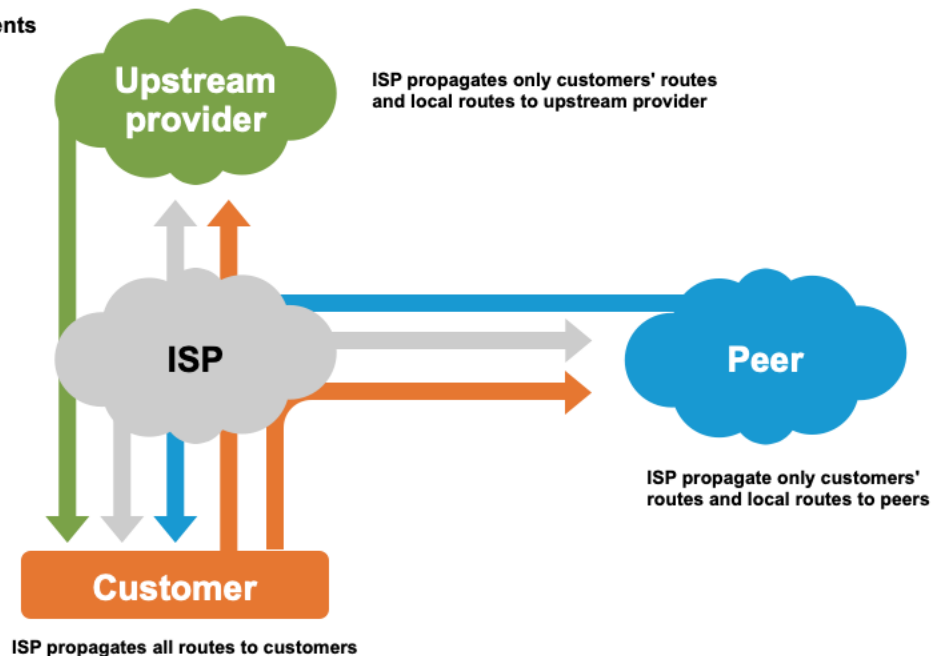 ents
Upstream
provider
ISP propagates only customers' routes
and local routes to upstream provider
ISP
Peer
ISP propagate only customers'
routes and local routes to peers
Customer
ISP propagates all routes to customers